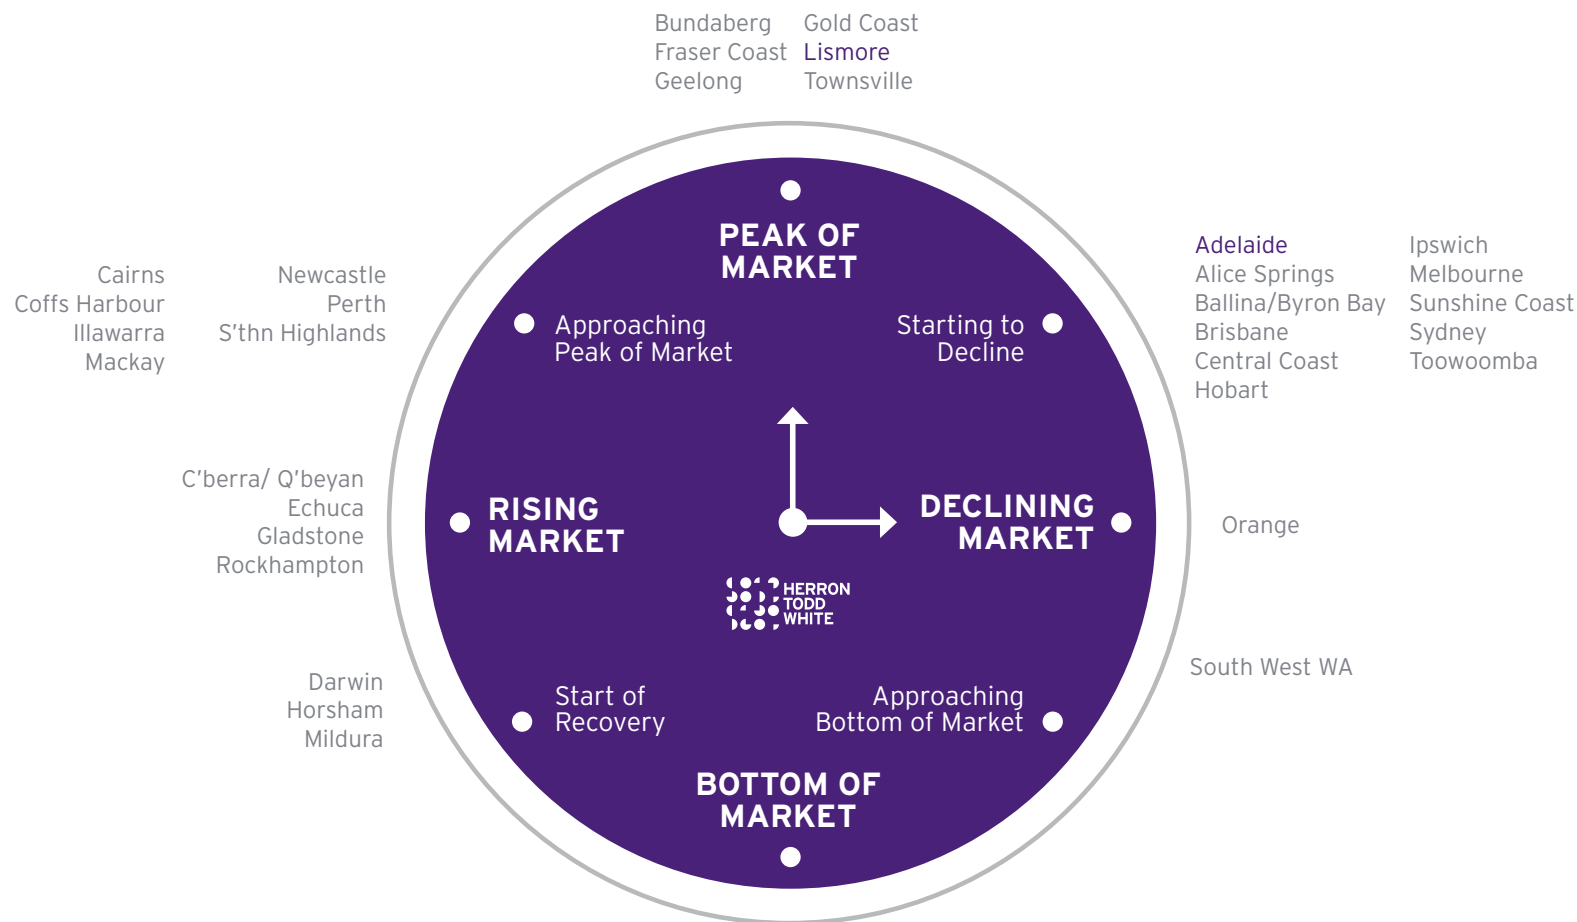 Bundaberg
Fraser Coast
Geelong
Gold Coast
Lismore
Townsville
PEAK OF
MARKET
Cairns
Coffs Harbour
Illawarra
Mackay
Newcastle
Perth
S'thn Highlands
Approaching
Peak of Market
Starting to
Decline
Adelaide
Alice Springs
Ballina/Byron Bay
Brisbane
Central Coast
Hobart
Ipswich
Melbourne
Sunshine Coast
Sydney
Toowoomba
C'berra/ Q'beyan
Echuca
Gladstone
Rockhampton
RISING
MARKET
DECLINING
MARKET
Orange
HERRON
TODD
WHITE
Darwin
Horsham
Mildura
Start of
Recovery
Approaching
Bottom of Market
South West WA
BOTTOM OF
MARKET